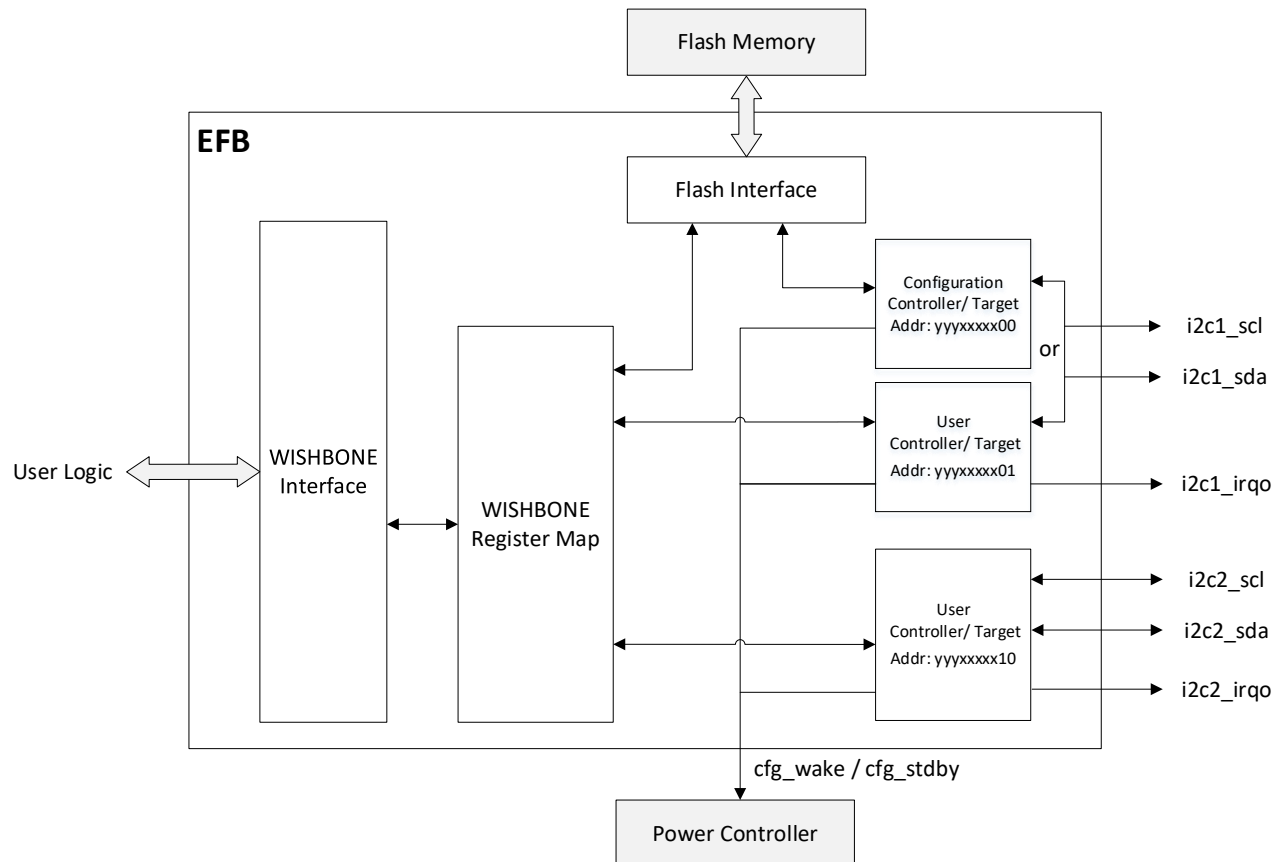 Flash Memory
EFB
Flash Interface
Configuration
Controller/ Target
Addr: yyyxxxxx00
i2c1_scl
or
i2c1_sda
User
Controller/ Target
Addr: yyyxxxxx01
User Logic
WISHBONE
Interface
i2c1_irqo
WISHBONE
Register Map
User
Controller/ Target
Addr: yyyxxxxx10
i2c2_scl
i2c2_sda
i2c2_irqo
cfg_wake / cfg_stdby
Power Controller